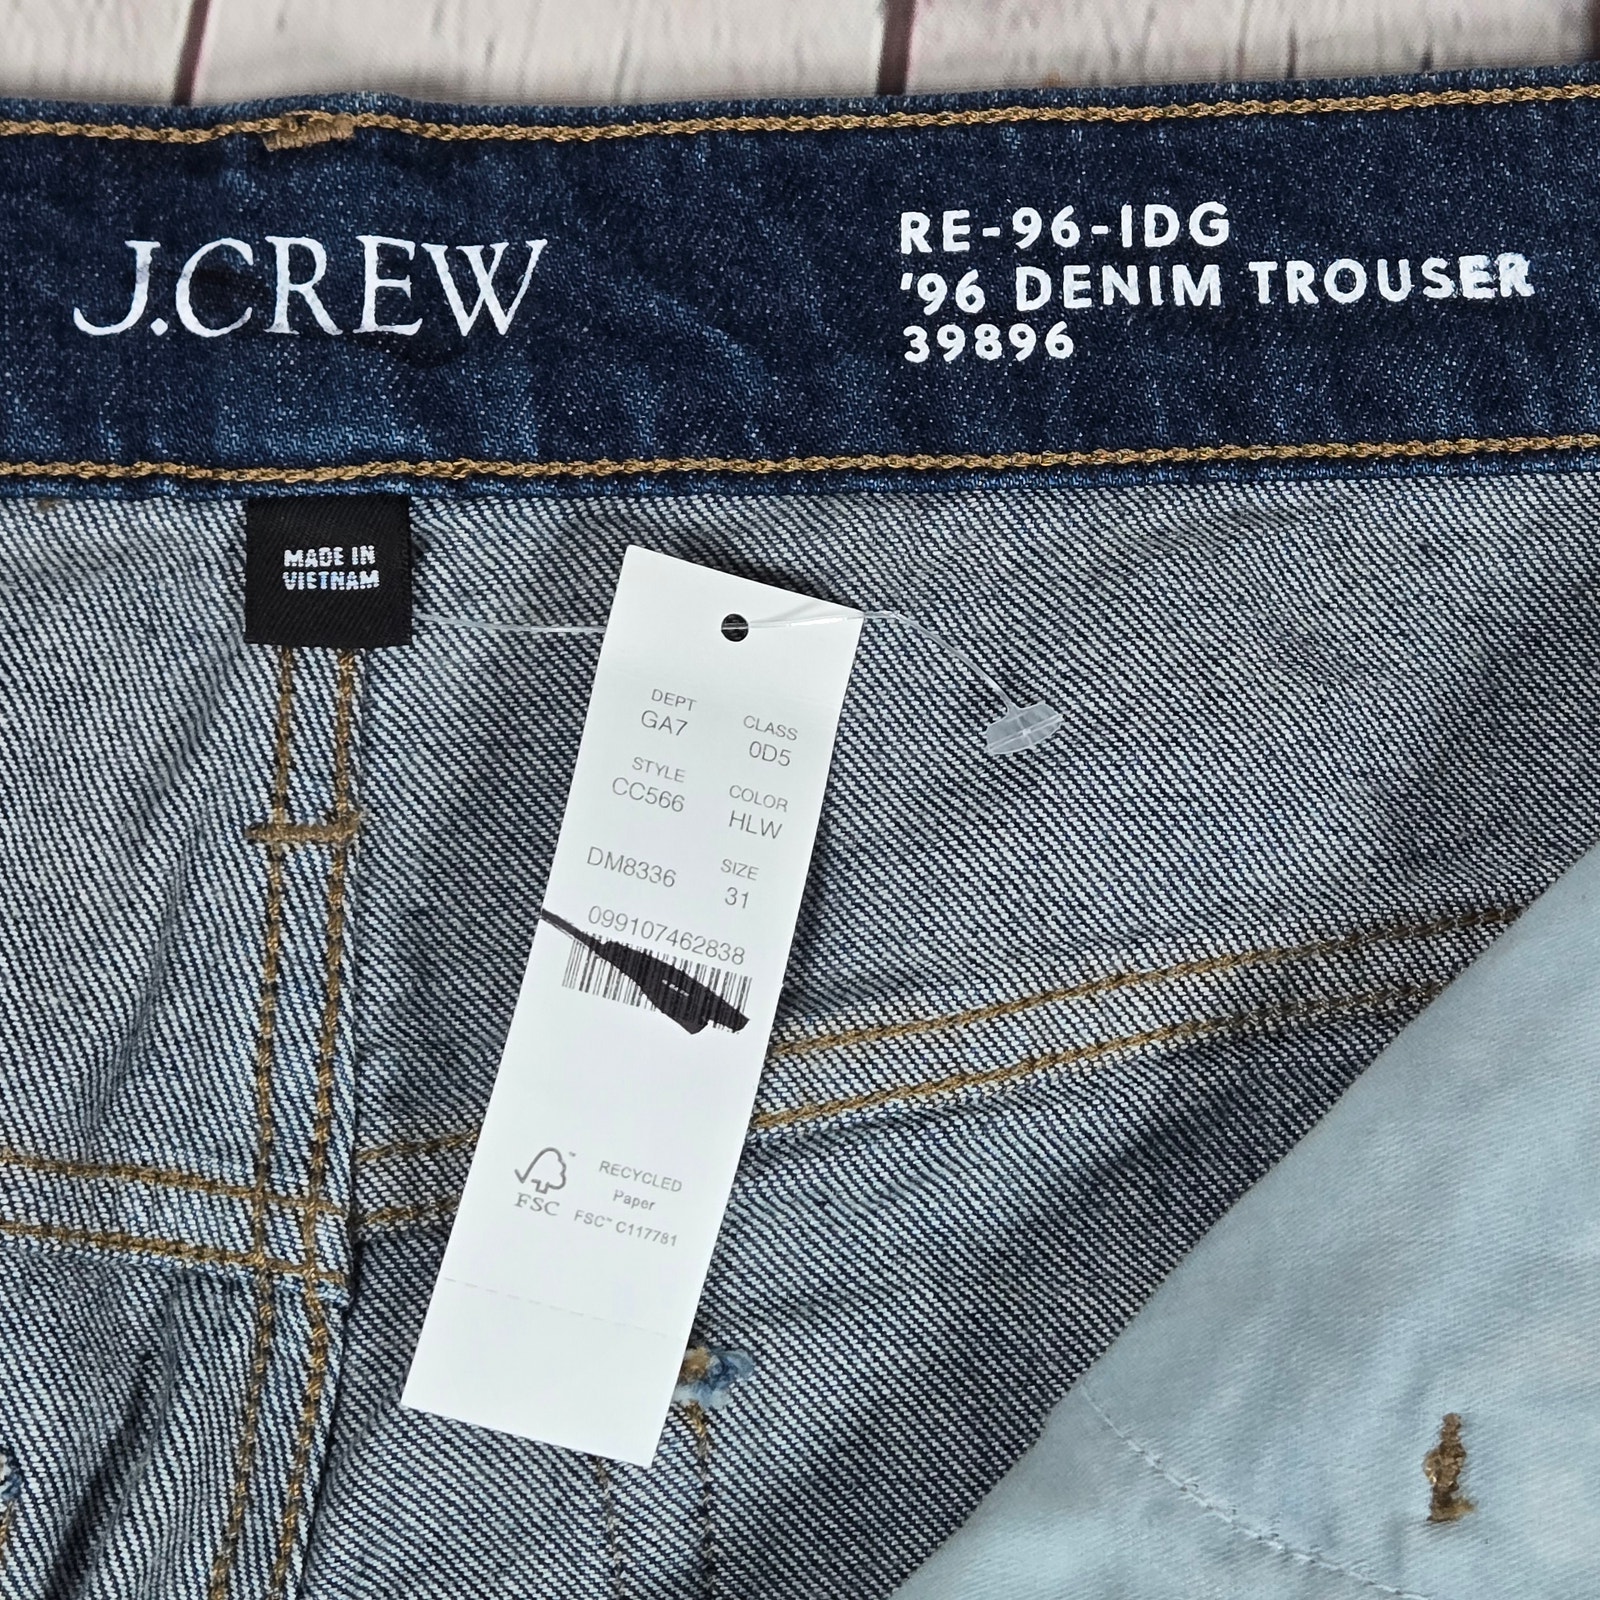 J.CREW
RE-96-IDG
'96 DENIM TROUSER
39896
MADE IN
VIETNAM
DEPT CLASS
GA7 0D5
STYLE COLOR
CC566 HLW
DM8336 SIZE
31
099107462838
FSC™
RECYCLED
Paper
FSC™ C117781